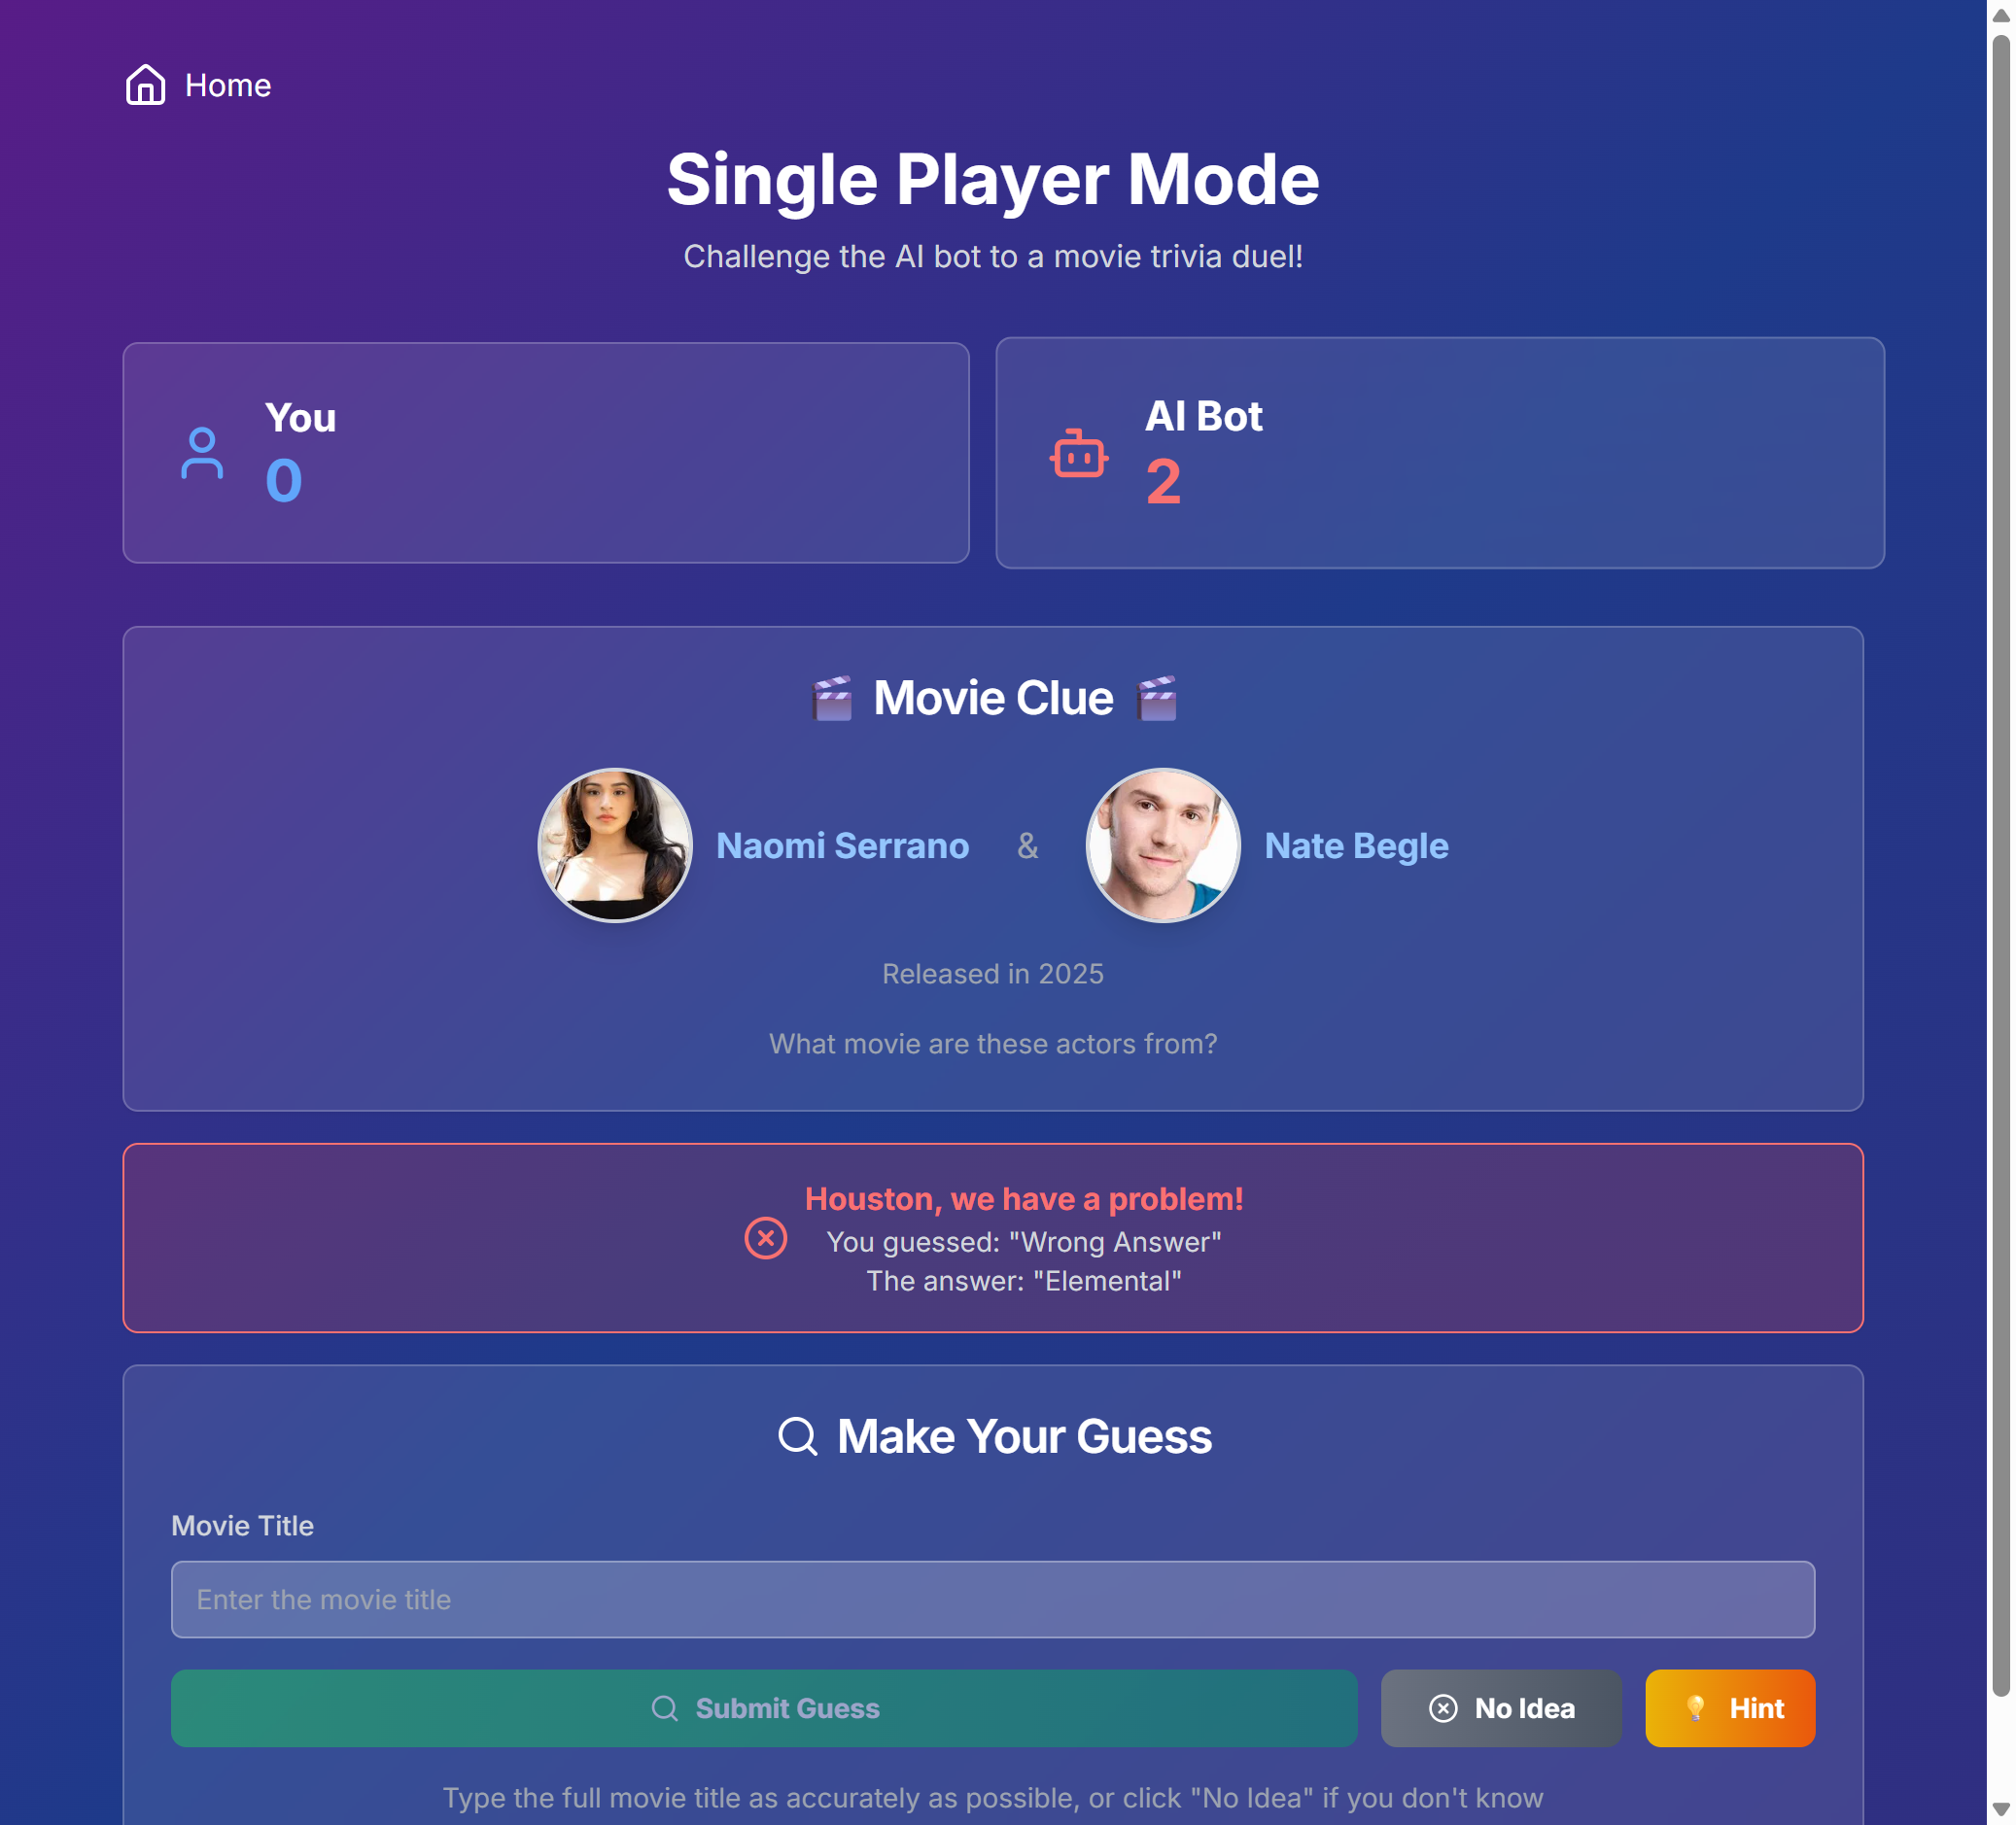 Home
Single Player Mode
Challenge the AI bot to a movie trivia duel!
You
0
AI Bot
2
Movie Clue
Naomi Serrano
&
Nate Begle
Released in 2025
What movie are these actors from?
Houston, we have a problem!
You guessed: "Wrong Answer"
The answer: "Elemental"
Make Your Guess
Movie Title
Enter the movie title
Submit Guess
No Idea
Hint
Type the full movie title as accurately as possible, or click "No Idea" if you don't know